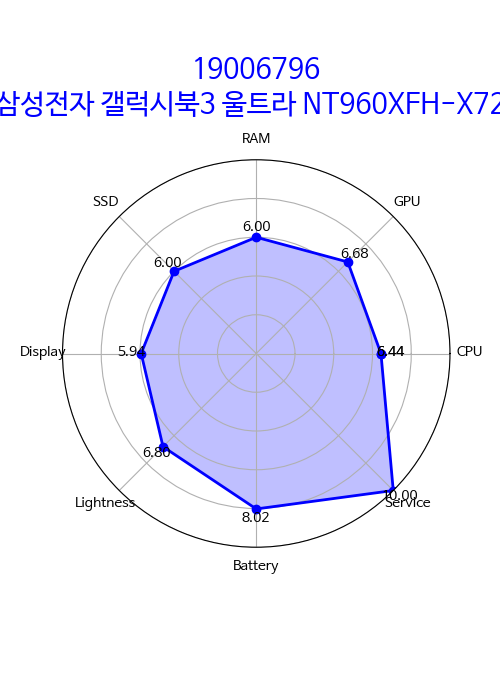 19006796
삼성전자 갤럭시북3 울트라 NT960XFH-X72
RAM
SSD
GPU
6.00
6.68
6.00
Display
5.94
6.44
CPU
6.80
Lightness
10.00
Service
8.02
Battery